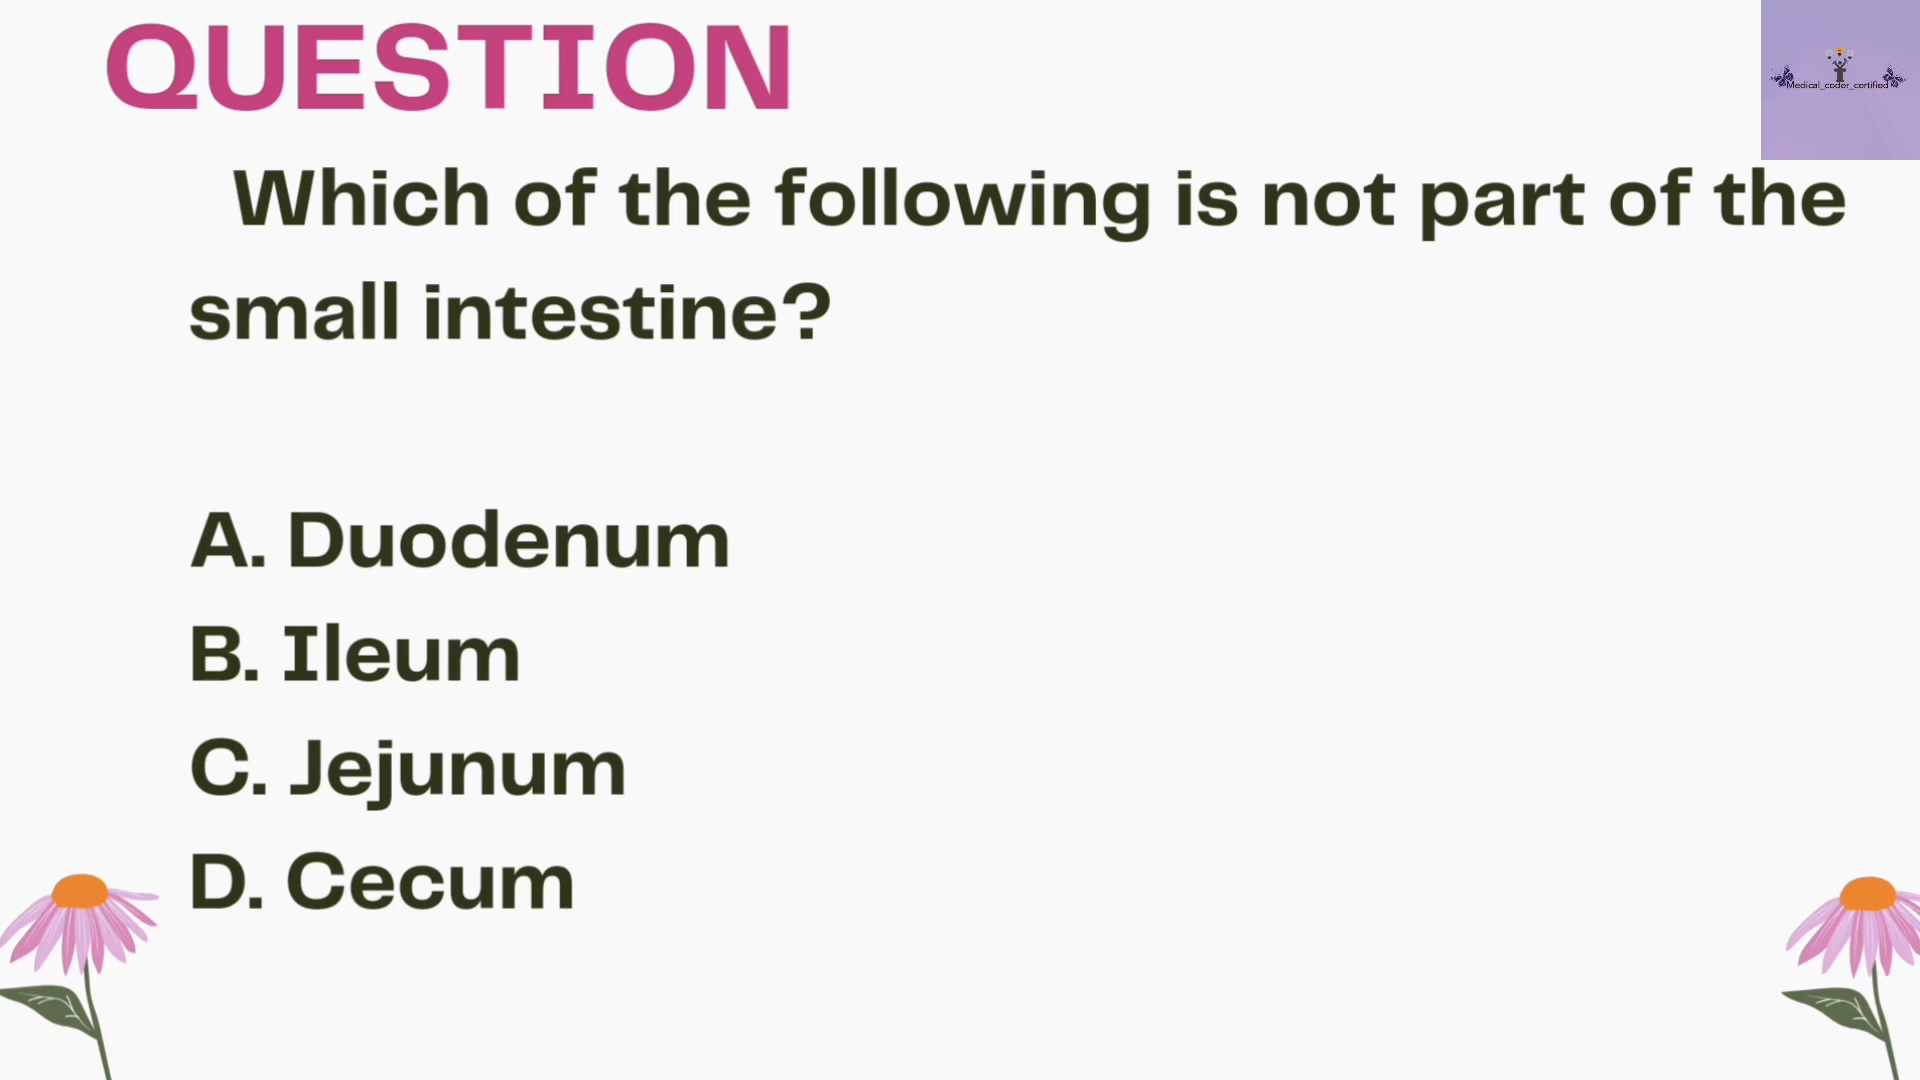 QUESTION
Medical_coder_certified
Which of the following is not part of the
small intestine?
A. Duodenum
B. Ileum
C. Jejunum
D. Cecum